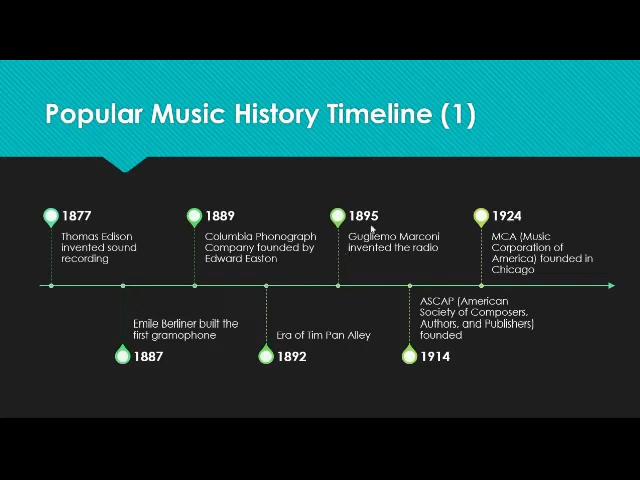 Popular Music History Timeline (1)
1877
Thomas Edison
invented sound
recording
1889
Columbia Phonograph
Company founded by
Edward Easton
1895
Gugliemo Marconi
invented the radio
1924
MCA (Music
Corporation of
America) founded in
Chicago
Emile Berliner built the
first gramophone
1887
Era of Tim Pan Alley
1892
ASCAP (American
Society of Composers,
Authors, and Publishers)
founded
1914